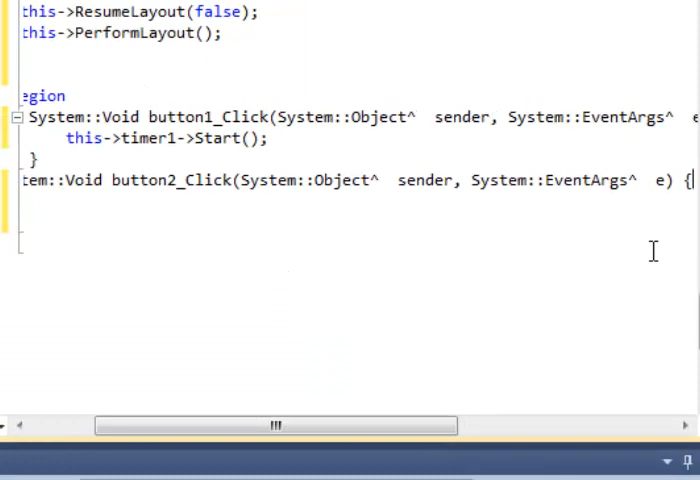 this->ResumeLayout(false);
this->PerformLayout();
egion
System::Void button1_Click(System::Object^  sender, System::EventArgs^  e
this->timer1->Start();
}
tem::Void button2_Click(System::Object^  sender, System::EventArgs^  e) {